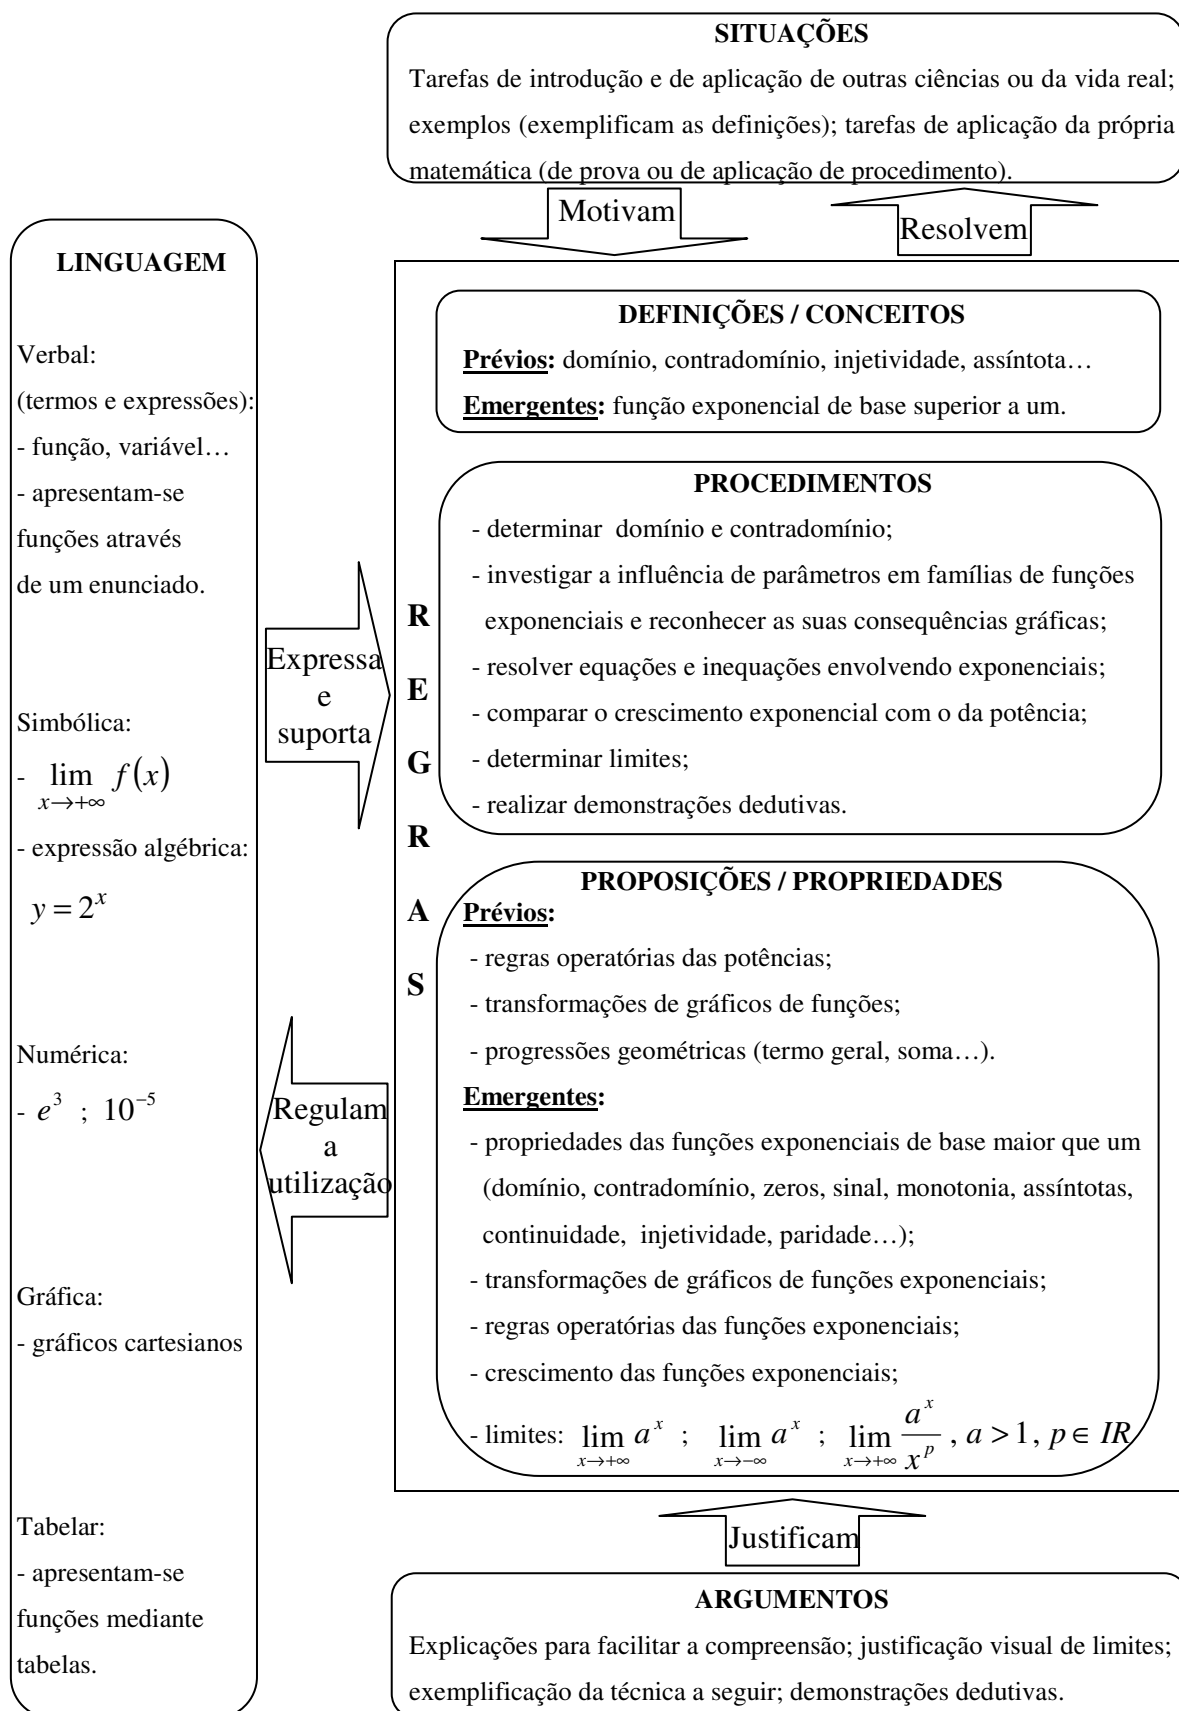 SITUAÇÕES
Tarefas de introdução e de aplicação de outras ciências ou da vida real;
exemplos (exemplificam as definições); tarefas de aplicação da própria
matemática (de prova ou de aplicação de procedimento).
Motivam
Resolvem
LINGUAGEM
Verbal:
(termos e expressões):
- função, variável…
- apresentam-se
funções através
de um enunciado.
Simbólica:
- lim x→+∞ f(x)
- expressão algébrica:
y = 2^x
Numérica:
- e^3 ; 10^−5
Gráfica:
- gráficos cartesianos
Tabelar:
- apresentam-se
funções mediante
tabelas.
Expressa
e
suporta
Regulam
a
utilização
R
E
G
R
A
S
DEFINIÇÕES / CONCEITOS
Prévios: domínio, contradomínio, injetividade, assíntota…
Emergentes: função exponencial de base superior a um.
PROCEDIMENTOS
- determinar domínio e contradomínio;
- investigar a influência de parâmetros em famílias de funções
exponenciais e reconhecer as suas consequências gráficas;
- resolver equações e inequações envolvendo exponenciais;
- comparar o crescimento exponencial com o da potência;
- determinar limites;
- realizar demonstrações dedutivas.
PROPOSIÇÕES / PROPRIEDADES
Prévios:
- regras operatórias das potências;
- transformações de gráficos de funções;
- progressões geométricas (termo geral, soma…).
Emergentes:
- propriedades das funções exponenciais de base maior que um
(domínio, contradomínio, zeros, sinal, monotonia, assíntotas,
continuidade, injetividade, paridade…);
- transformações de gráficos de funções exponenciais;
- regras operatórias das funções exponenciais;
- crescimento das funções exponenciais;
- limites: lim x→+∞ a^x ; lim x→−∞ a^x ; lim x→+∞ a^x / x^p , a > 1, p ∈ IR
Justificam
ARGUMENTOS
Explicações para facilitar a compreensão; justificação visual de limites;
exemplificação da técnica a seguir; demonstrações dedutivas.